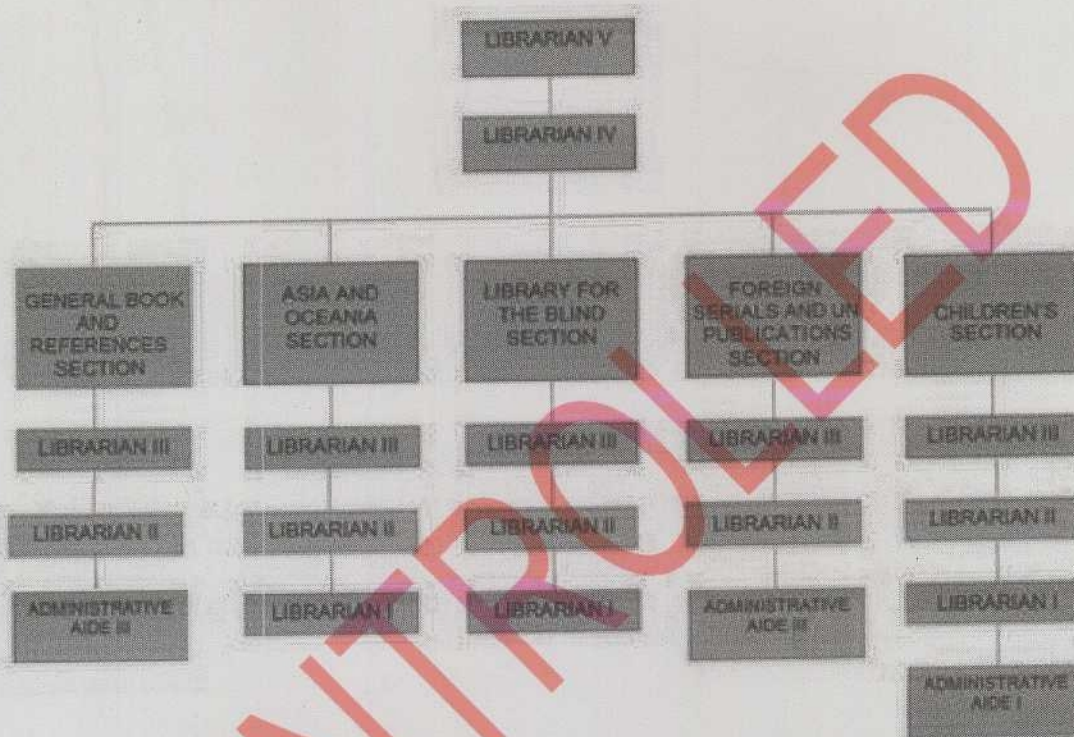 LIBRARIAN V
LIBRARIAN IV
GENERAL BOOK
AND
REFERENCES
SECTION
LIBRARIAN III
LIBRARIAN II
ADMINISTRATIVE
AIDE III
ASIA AND
OCEANIA
SECTION
LIBRARIAN III
LIBRARIAN II
LIBRARIAN I
LIBRARY FOR
THE BLIND
SECTION
LIBRARIAN III
LIBRARIAN II
LIBRARIAN I
FOREIGN
SERIALS AND UN
PUBLICATIONS
SECTION
LIBRARIAN III
LIBRARIAN II
ADMINISTRATIVE
AIDE III
CHILDREN'S
SECTION
LIBRARIAN III
LIBRARIAN II
LIBRARIAN I
ADMINISTRATIVE
AIDE I
NTROLLED